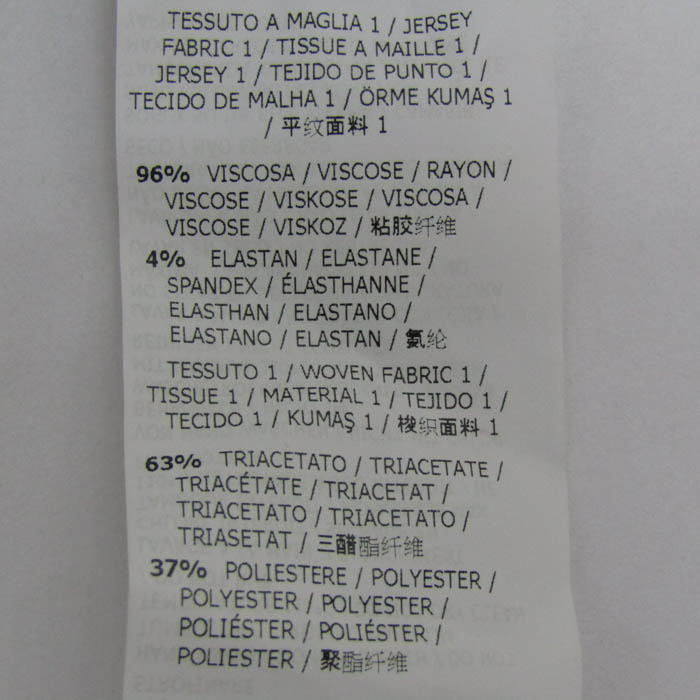 TESSUTO A MAGLIA 1 / JERSEY
FABRIC 1 / TISSUE A MAILLE 1 /
JERSEY 1 / TEJIDO DE PUNTO 1 /
TECIDO DE MALHA 1 / ÖRME KUMAŞ 1
/ 平纹面料 1
96% VISCOSA / VISCOSE / RAYON /
VISCOSE / VISKOSE / VISCOSA /
VISCOSE / VISKOZ / 粘胶纤维
4% ELASTAN / ELASTANE /
SPANDEX / ÉLASTHANNE /
ELASTHAN / ELASTANO /
ELASTANO / ELASTAN / 氨纶
TESSUTO 1 / WOVEN FABRIC 1 /
TISSUE 1 / MATERIAL 1 / TEJIDO 1 /
TECIDO 1 / KUMAŞ 1 / 梭织面料 1
63% TRIACETATO / TRIACETATE /
TRIACÉTATE / TRIACETAT /
TRIACETATO / TRIACETATO /
TRIASETAT / 三醋酯纤维
37% POLIESTERE / POLYESTER /
POLYESTER / POLYESTER /
POLIÉSTER / POLIÉSTER /
POLIESTER / 聚酯纤维